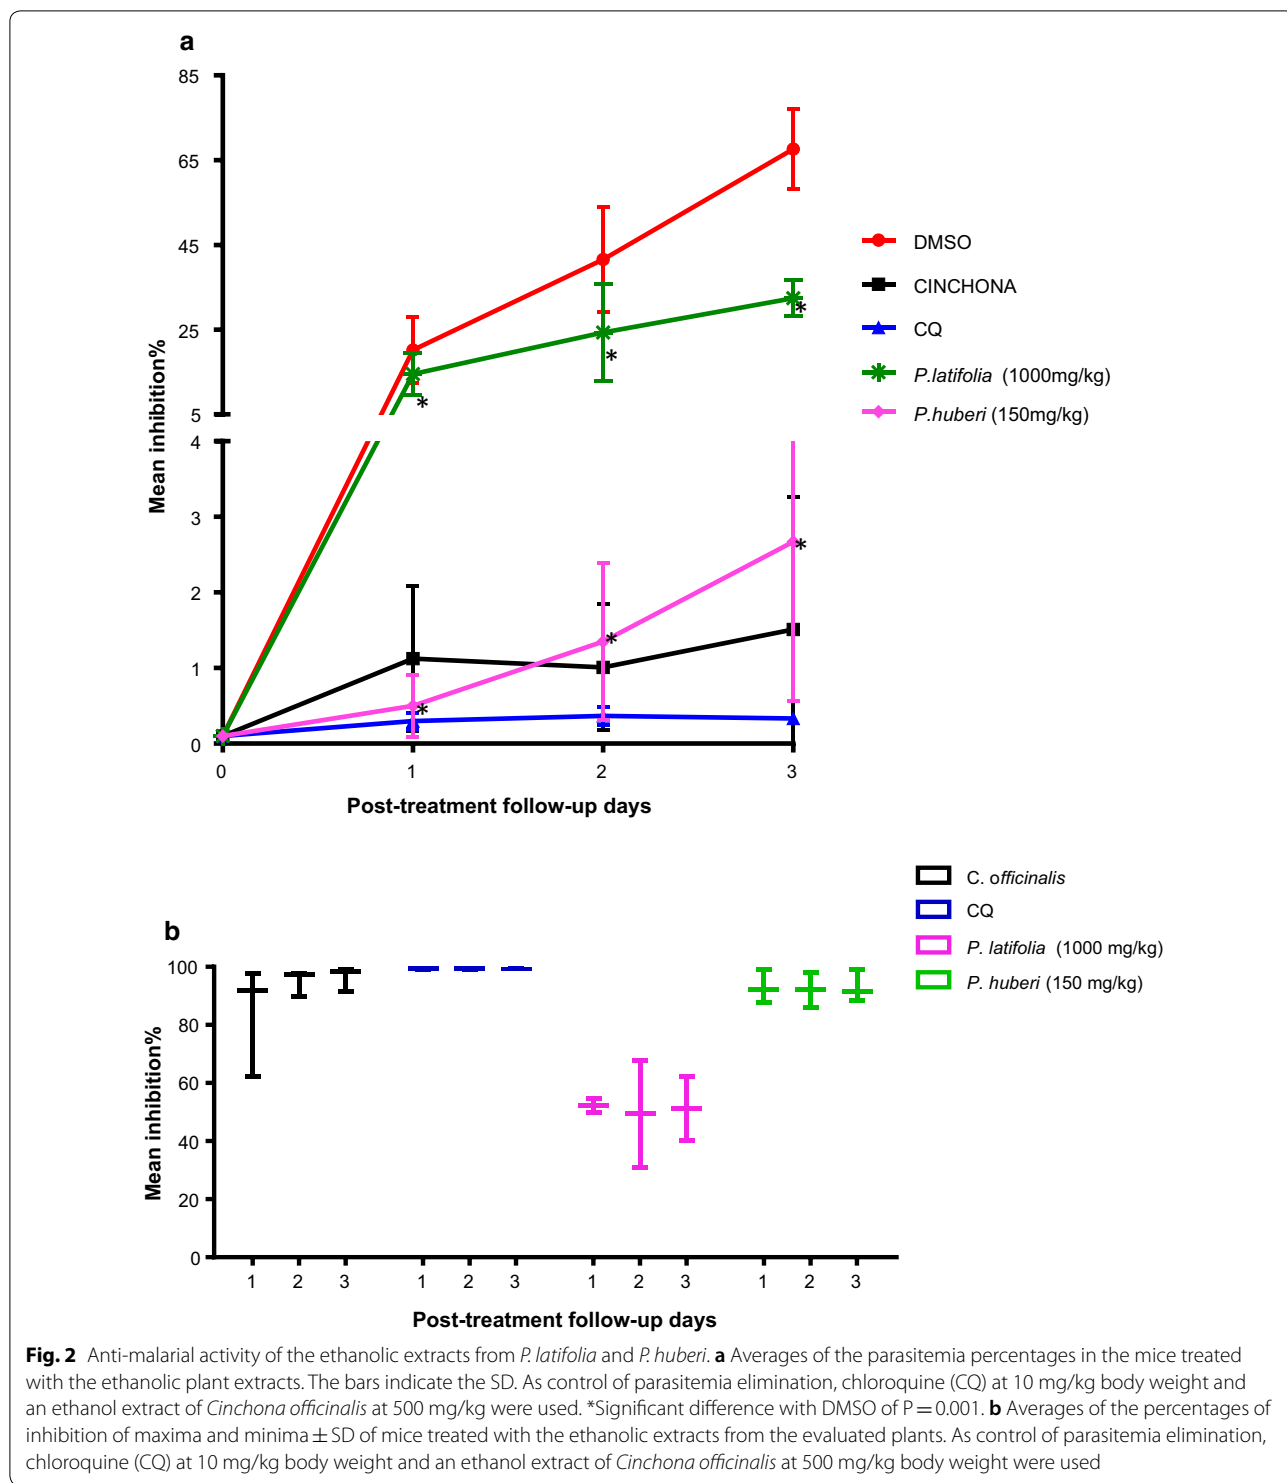 a
85
65
45
25
5
4
3
2
1
0
Mean inhibition%
0 1 2 3
Post-treatment follow-up days
DMSO
CINCHONA
CQ
P.latifolia (1000mg/kg)
P.huberi (150mg/kg)
*
*
*
*
*
*
b
100
80
60
40
20
0
Mean inhibition%
1 2 3 1 2 3 1 2 3 1 2 3
Post-treatment follow-up days
C. officinalis
CQ
P. latifolia (1000 mg/kg)
P. huberi (150 mg/kg)
Fig. 2 Anti-malarial activity of the ethanolic extracts from P. latifolia and P. huberi. a Averages of the parasitemia percentages in the mice treated
with the ethanolic plant extracts. The bars indicate the SD. As control of parasitemia elimination, chloroquine (CQ) at 10 mg/kg body weight and
an ethanol extract of Cinchona officinalis at 500 mg/kg were used. *Significant difference with DMSO of P = 0.001. b Averages of the percentages of
inhibition of maxima and minima ± SD of mice treated with the ethanolic extracts from the evaluated plants. As control of parasitemia elimination,
chloroquine (CQ) at 10 mg/kg body weight and an ethanol extract of Cinchona officinalis at 500 mg/kg body weight were used